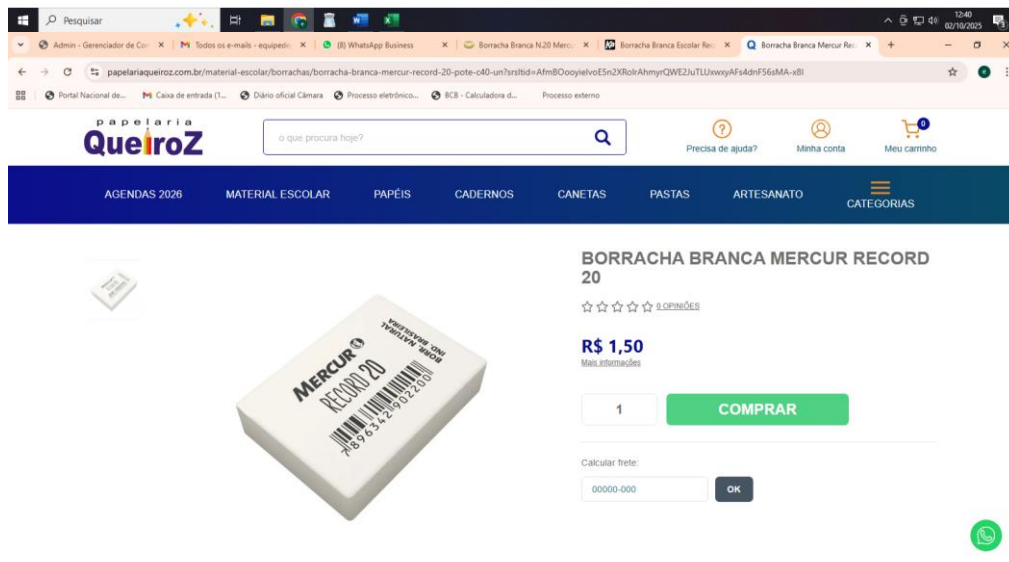 Pesquisar
12:40
02/10/2025
Admin - Gerenciador de Cor
Todos os e-mails - equipedo
(8) WhatsApp Business
Borracha Branca N.20 Mercu
Borracha Branca Escolar Rec
Borracha Branca Mercur Rec
papelariaqueiroz.com.br/material-escolar/borrachas/borracha-branca-mercur-record-20-pote-c40-un?srsltid=
Portal Nacional de...
Caixa de entrada (1...
Diário oficial Câmara
Processo eletrônico...
BCB - Calculadora d...
Processo externo
papelaria
QueiroZ
o que procura hoje?
Precisa de ajuda?
Minha conta
0
Meu carrinho
AGENDAS 2026
MATERIAL ESCOLAR
PAPÉIS
CADERNOS
CANETAS
PASTAS
ARTESANATO
CATEGORIAS
BORRACHA BRANCA MERCUR RECORD
20
0 OPINIÕES
R$ 1,50
Mais informações
1
COMPRAR
Calcular frete:
00000-000
OK
MERCUR
RECORD 20
BORR. NATURAL
IND. BRASILEIRA
7896342902200